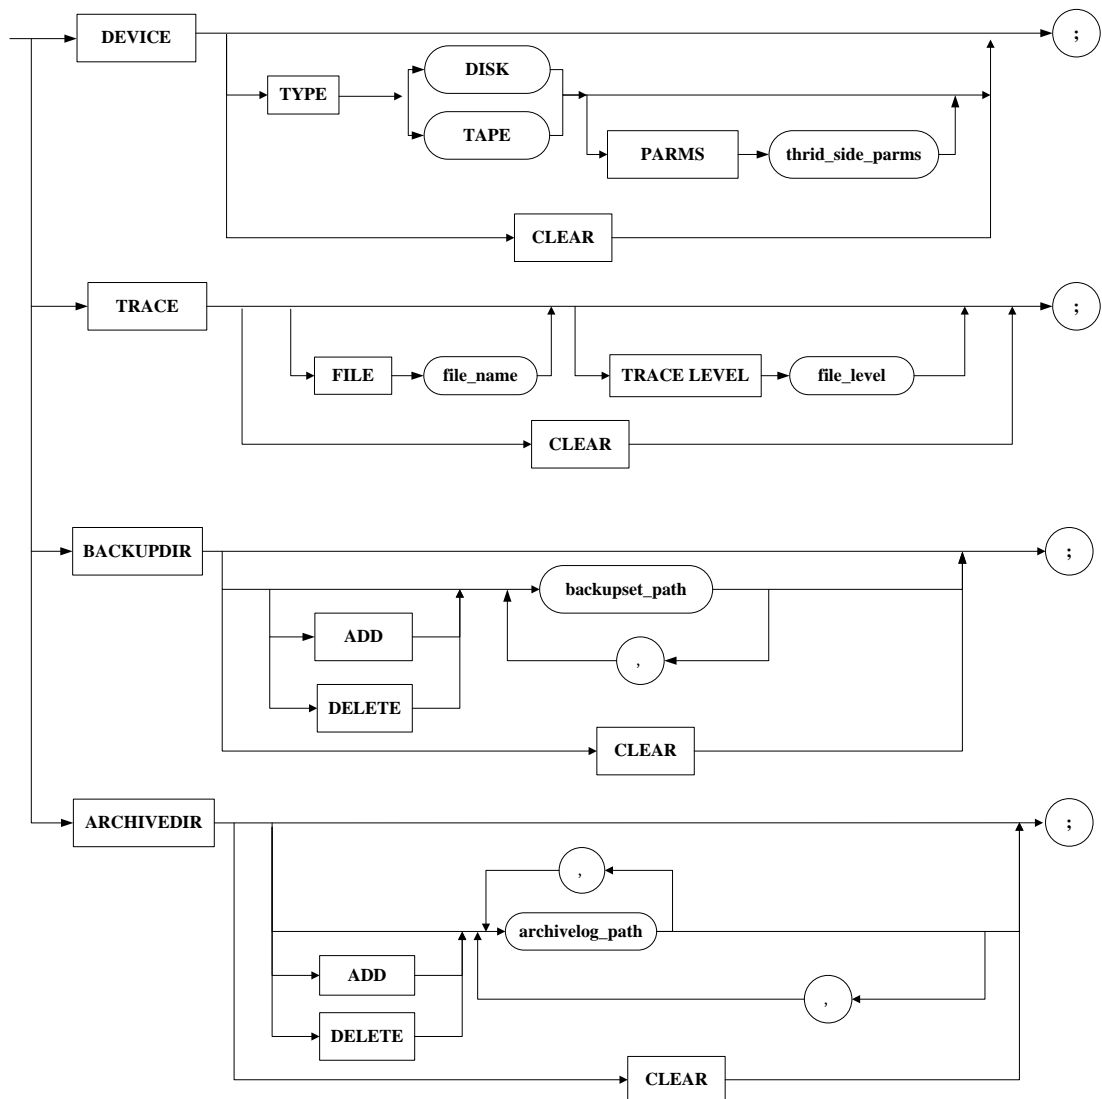 DEVICE
;
TYPE
DISK
TAPE
PARMS
thrid_side_parms
CLEAR
TRACE
;
FILE
file_name
TRACE LEVEL
file_level
CLEAR
BACKUPDIR
;
backupset_path
ADD
,
DELETE
CLEAR
ARCHIVEDIR
;
,
archivelog_path
ADD
,
DELETE
CLEAR